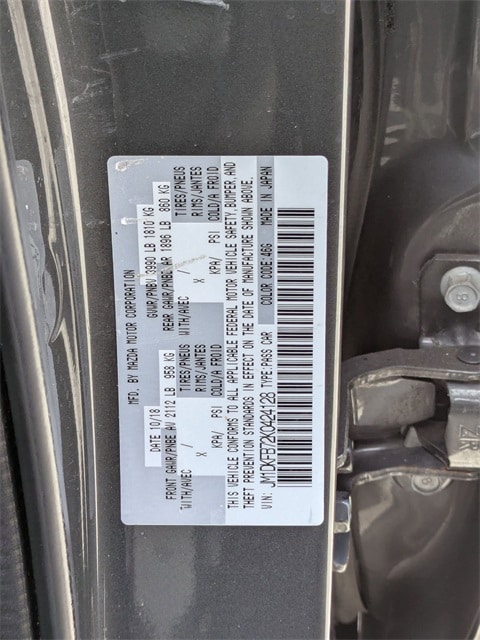 MFD. BY MAZDA MOTOR CORPORATION
DATE 10/18 GVWR/PNBV 3990 LB 1810 KG
FRONT GAWR/PNBE AV 2112 LB 958 KG REAR GAWR/PNBE AR 1896 LB 860 KG
WITH/AVEC TIRES/PNEUS WITH/AVEC TIRES/PNEUS
/ RIMS/JANTES / RIMS/JANTES
X KPA/ PSI COLD/A FROID X KPA/ PSI COLD/A FROID
THIS VEHICLE CONFORMS TO ALL APPLICABLE FEDERAL MOTOR VEHICLE SAFETY, BUMPER, AND
THEFT PREVENTION STANDARDS IN EFFECT ON THE DATE OF MANUFACTURE SHOWN ABOVE.
VIN: JM1DKFB72K0424128 TYPE:PASS CAR COLOR CODE:46G MADE IN JAPAN